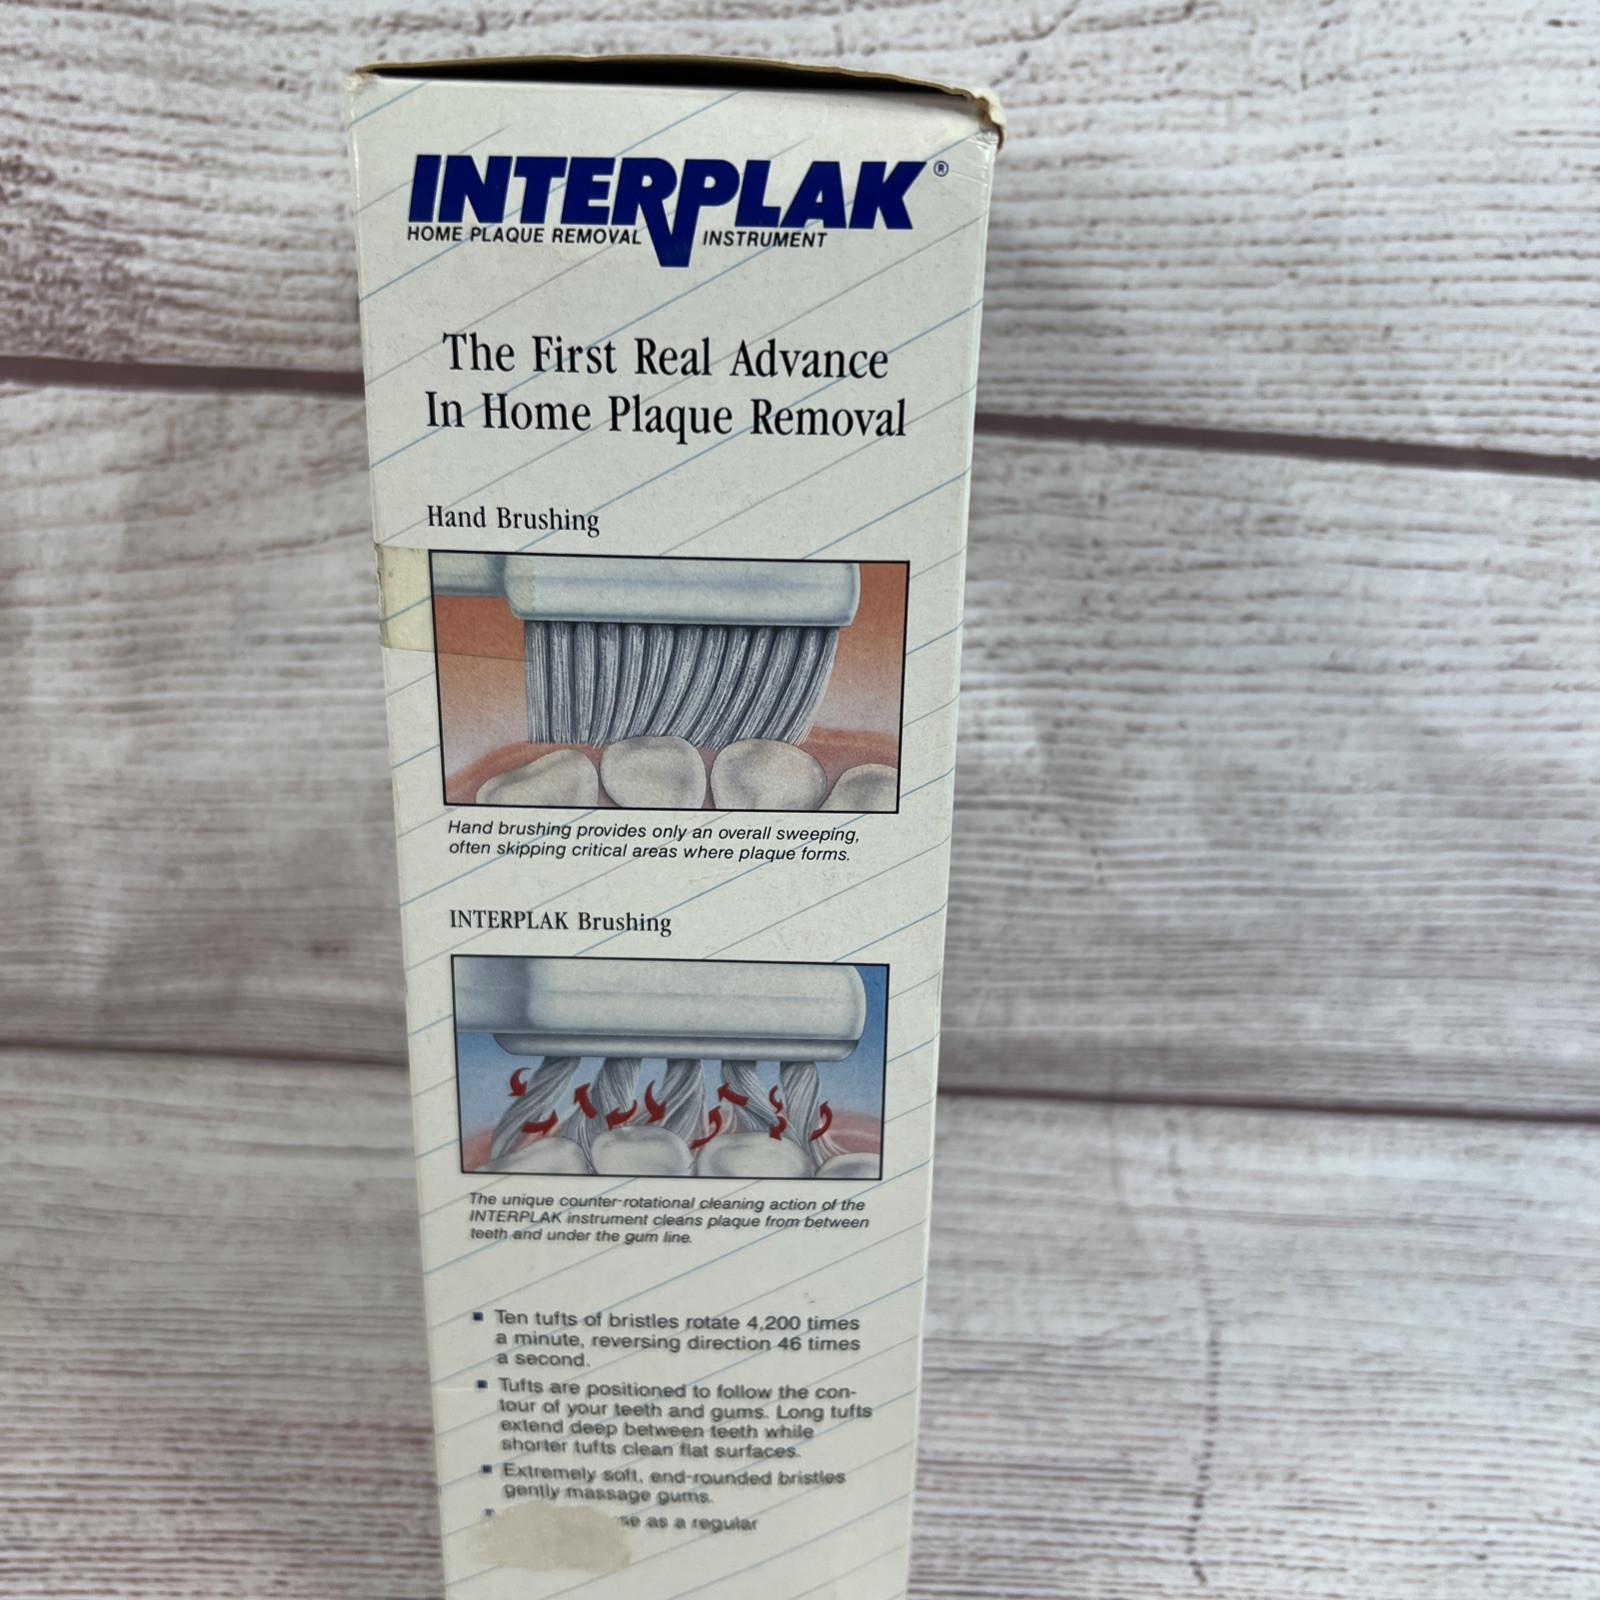 INTERPLAK®
HOME PLAQUE REMOVAL INSTRUMENT
The First Real Advance
In Home Plaque Removal
Hand Brushing
Hand brushing provides only an overall sweeping,
often skipping critical areas where plaque forms.
INTERPLAK Brushing
The unique counter-rotational cleaning action of the
INTERPLAK instrument cleans plaque from between
teeth and under the gum line.
■ Ten tufts of bristles rotate 4,200 times
a minute, reversing direction 46 times
a second.
■ Tufts are positioned to follow the con-
tour of your teeth and gums. Long tufts
extend deep between teeth while
shorter tufts clean flat surfaces.
■ Extremely soft, end-rounded bristles
gently massage gums.
as a regular